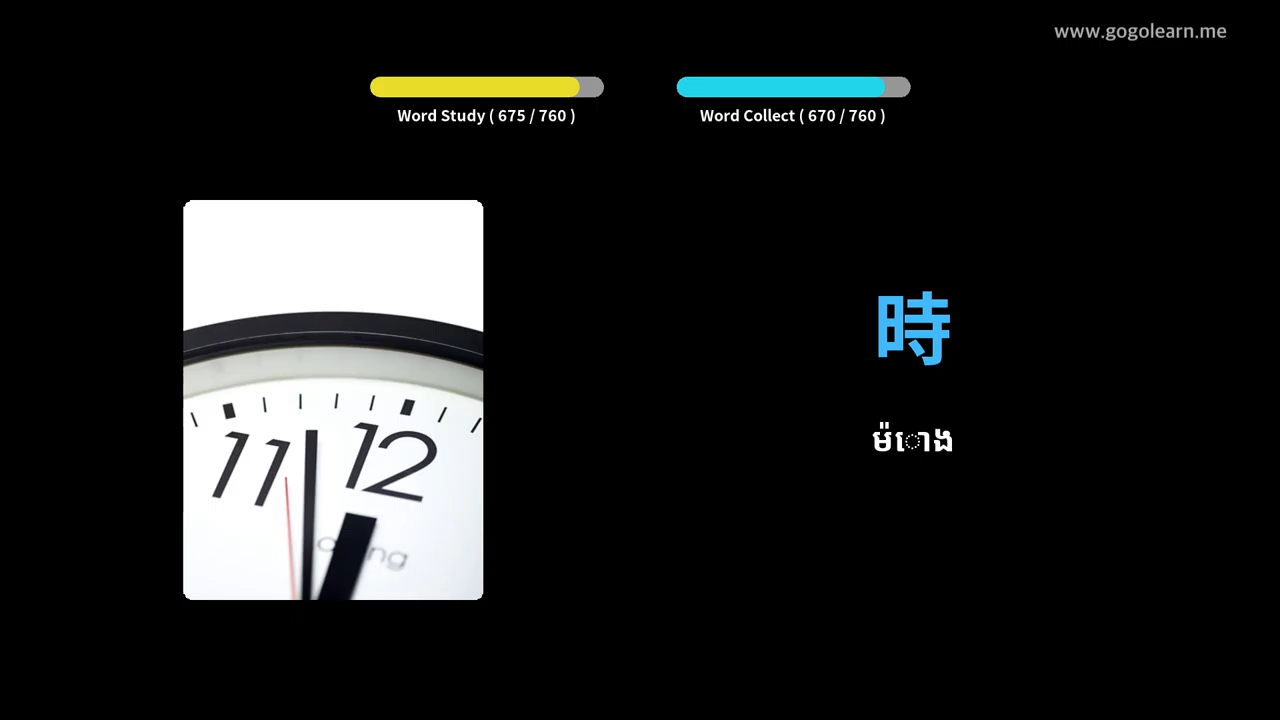 www.gogolearn.me
Word Study ( 675 / 760 )
Word Collect ( 670 / 760 )
時
ម៉ោង
11 12